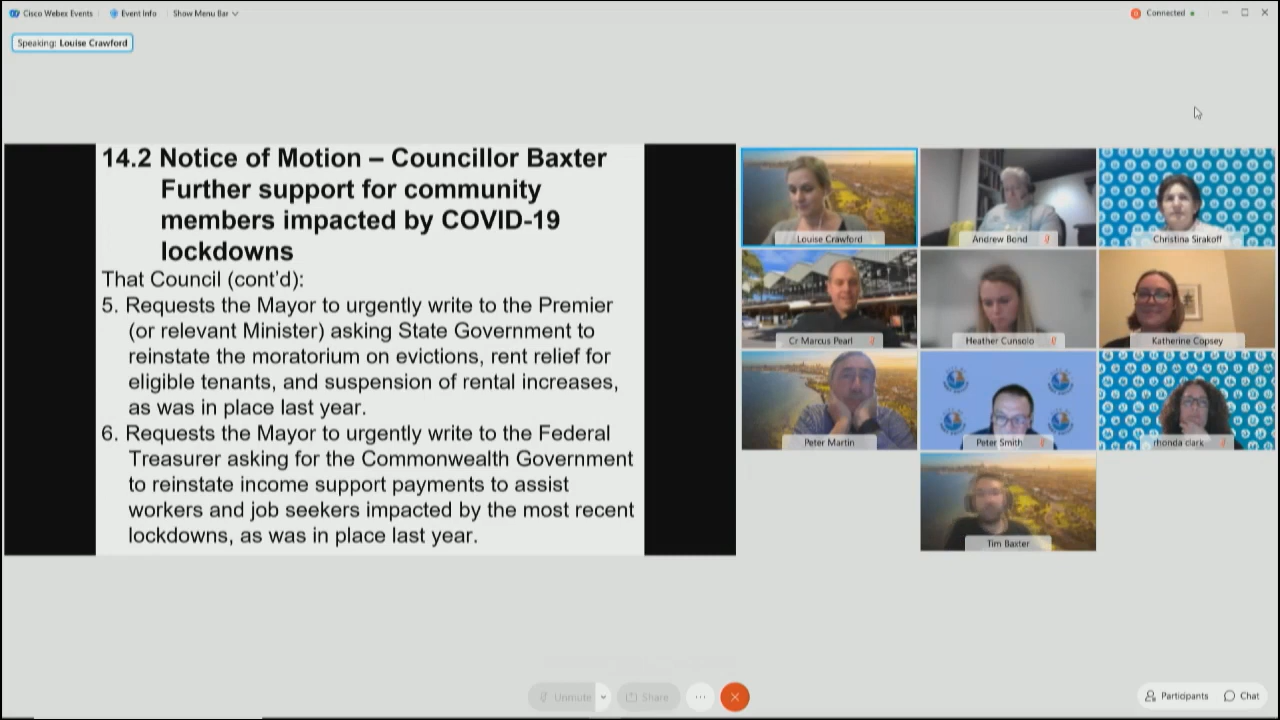 Cisco Webex Events
Event Info
Show Menu Bar
Connected
Speaking: Louise Crawford
14.2 Notice of Motion – Councillor Baxter
Further support for community
members impacted by COVID-19
lockdowns
That Council (cont'd):
5. Requests the Mayor to urgently write to the Premier
(or relevant Minister) asking State Government to
reinstate the moratorium on evictions, rent relief for
eligible tenants, and suspension of rental increases,
as was in place last year.
6. Requests the Mayor to urgently write to the Federal
Treasurer asking for the Commonwealth Government
to reinstate income support payments to assist
workers and job seekers impacted by the most recent
lockdowns, as was in place last year.
Louise Crawford
Andrew Bond
Christina Sirakoff
Cr Marcus Pearl
Heather Cunsolo
Katherine Copsey
Peter Martin
Peter Smith
rhonda clark
Tim Baxter
Unmute
Share
Participants
Chat